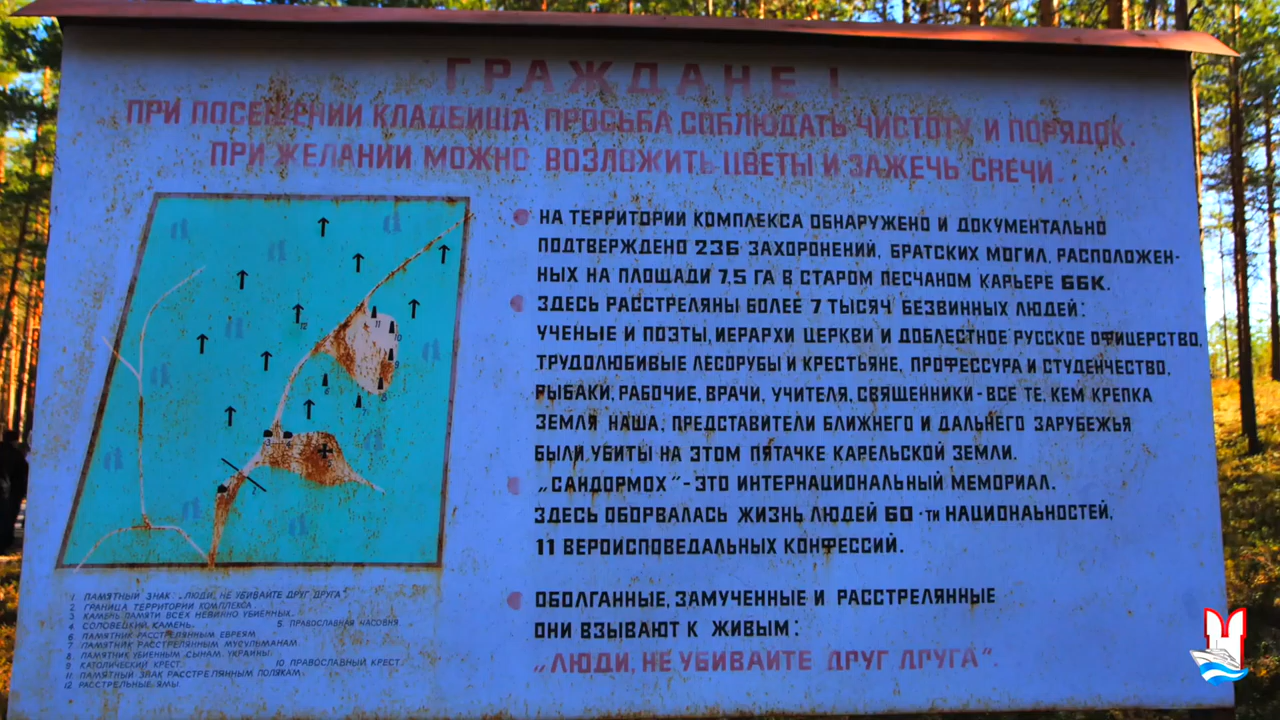 ГРАЖДАНЕ!
ПРИ ПОСЕЩЕНИИ КЛАДБИЩА ПРОСЬБА СОБЛЮДАТЬ ЧИСТОТУ И ПОРЯДОК.
ПРИ ЖЕЛАНИИ МОЖНО ВОЗЛОЖИТЬ ЦВЕТЫ И ЗАЖЕЧЬ СВЕЧИ.
НА ТЕРРИТОРИИ КОМПЛЕКСА ОБНАРУЖЕНО И ДОКУМЕНТАЛЬНО
ПОДТВЕРЖДЕНО 236 ЗАХОРОНЕНИЙ, БРАТСКИХ МОГИЛ, РАСПОЛОЖЕН-
НЫХ НА ПЛОЩАДИ 7,5 ГА В СТАРОМ ПЕСЧАНОМ КАРЬЕРЕ ББК.
ЗДЕСЬ РАССТРЕЛЯНЫ БОЛЕЕ 7 ТЫСЯЧ БЕЗВИННЫХ ЛЮДЕЙ:
УЧЕНЫЕ И ПОЭТЫ, ИЕРАРХИ ЦЕРКВИ И ДОБЛЕСТНОЕ РУССКОЕ ОФИЦЕРСТВО,
ТРУДОЛЮБИВЫЕ ЛЕСОРУБЫ И КРЕСТЬЯНЕ, ПРОФЕССУРА И СТУДЕНЧЕСТВО,
РЫБАКИ, РАБОЧИЕ, ВРАЧИ, УЧИТЕЛЯ, СВЯЩЕННИКИ - ВСЕ ТЕ, КЕМ КРЕПКА
ЗЕМЛЯ НАША, ПРЕДСТАВИТЕЛИ БЛИЖНЕГО И ДАЛЬНЕГО ЗАРУБЕЖЬЯ
БЫЛИ УБИТЫ НА ЭТОМ ПЯТАЧКЕ КАРЕЛЬСКОЙ ЗЕМЛИ.
„САНДОРМОХ" - ЭТО ИНТЕРНАЦИОНАЛЬНЫЙ МЕМОРИАЛ.
ЗДЕСЬ ОБОРВАЛАСЬ ЖИЗНЬ ЛЮДЕЙ 60-ТИ НАЦИОНАЬНОСТЕЙ,
11 ВЕРОИСПОВЕДАЛЬНЫХ КОНФЕССИЙ.
ОБОЛГАННЫЕ, ЗАМУЧЕННЫЕ И РАССТРЕЛЯННЫЕ
ОНИ ВЗЫВАЮТ К ЖИВЫМ:
„ЛЮДИ, НЕ УБИВАЙТЕ ДРУГ ДРУГА".
1 ПАМЯТНЫЙ ЗНАК: „ЛЮДИ, НЕ УБИВАЙТЕ ДРУГ ДРУГА"
2 ГРАНИЦА ТЕРРИТОРИИ КОМПЛЕКСА.
3 КАМЕНЬ ПАМЯТИ ВСЕХ НЕВИННО УБИЕННЫХ.
4 СОЛОВЕЦКИЙ КАМЕНЬ. 5 ПРАВОСЛАВНАЯ ЧАСОВНЯ
6 ПАМЯТНИК РАССТРЕЛЯННЫМ ЕВРЕЯМ
7 ПАМЯТНИК РАССТРЕЛЯННЫМ МУСУЛЬМАНАМ
8 ПАМЯТНИК УБИЕННЫМ СЫНАМ УКРАИНЫ.
9 КАТОЛИЧЕСКИЙ КРЕСТ. 10 ПРАВОСЛАВНЫЙ КРЕСТ.
11 ПАМЯТНЫЙ ЗНАК РАССТРЕЛЯННЫМ ПОЛЯКАМ.
12 РАССТРЕЛЬНЫЕ ЯМЫ.